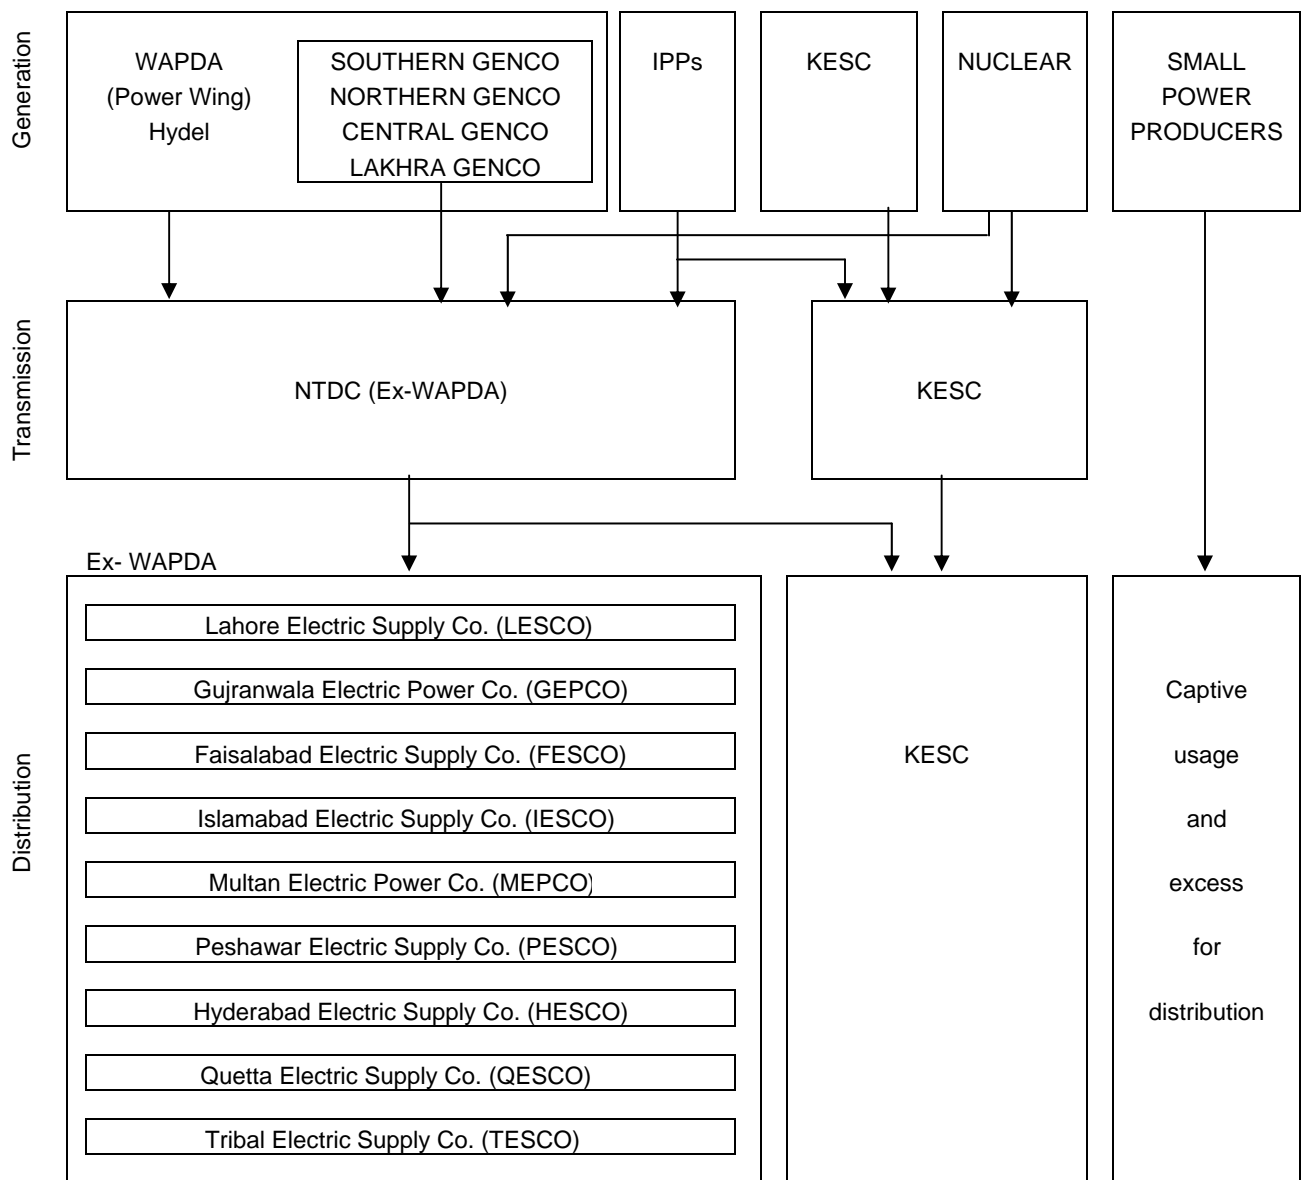 Generation
WAPDA
(Power Wing)
Hydel
SOUTHERN GENCO
NORTHERN GENCO
CENTRAL GENCO
LAKHRA GENCO
IPPs
KESC
NUCLEAR
SMALL
POWER
PRODUCERS
Transmission
NTDC (Ex-WAPDA)
KESC
Distribution
Ex- WAPDA
Lahore Electric Supply Co. (LESCO)
Gujranwala Electric Power Co. (GEPCO)
Faisalabad Electric Supply Co. (FESCO)
Islamabad Electric Supply Co. (IESCO)
Multan Electric Power Co. (MEPCO)
Peshawar Electric Supply Co. (PESCO)
Hyderabad Electric Supply Co. (HESCO)
Quetta Electric Supply Co. (QESCO)
Tribal Electric Supply Co. (TESCO)
KESC
Captive
usage
and
excess
for
distribution